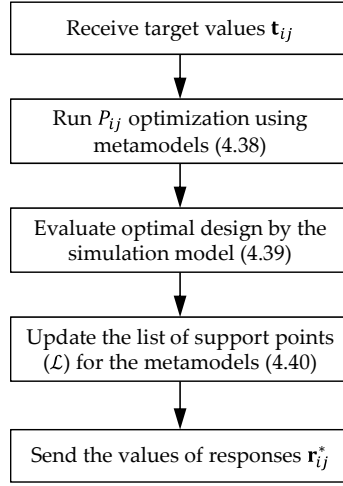 Receive target values t_ij
Run P_ij optimization using
metamodels (4.38)
Evaluate optimal design by the
simulation model (4.39)
Update the list of support points
(ℒ) for the metamodels (4.40)
Send the values of responses r*_ij